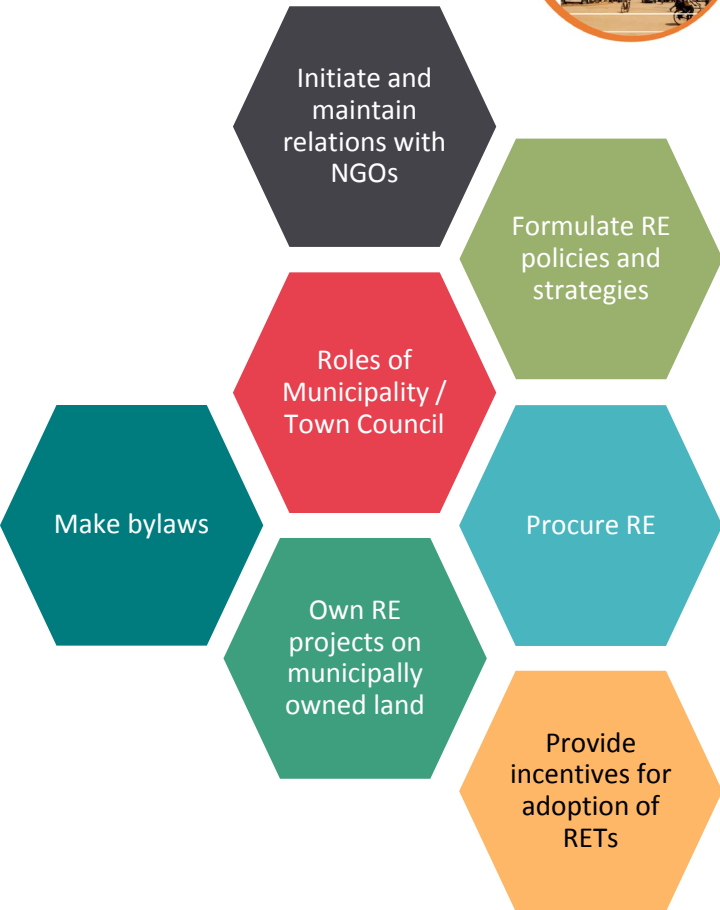 Initiate and
maintain
relations with
NGOs
Formulate RE
policies and
strategies
Roles of
Municipality /
Town Council
Make bylaws
Procure RE
Own RE
projects on
municipally
owned land
Provide
incentives for
adoption of
RETs